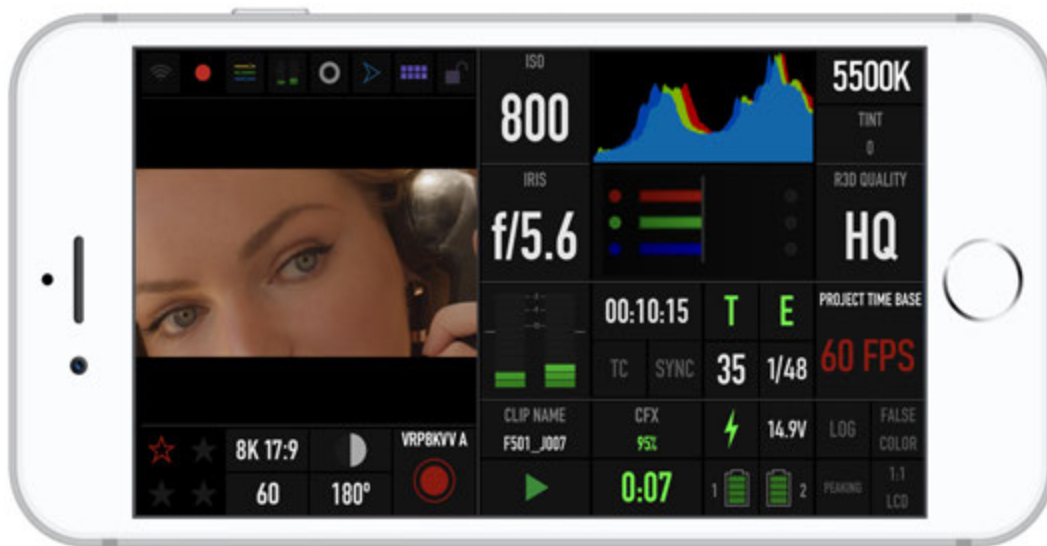 ISO
800
5500K
TINT
0
IRIS
f/5.6
R3D QUALITY
HQ
00:10:15
T
E
PROJECT TIME BASE
60 FPS
TC
SYNC
35
1/48
8K 17:9
60
180°
VRP8KVV A
CLIP NAME
F501_J007
CFX
95%
14.9V
LOG
FALSE
COLOR
0:07
1
2
PEAKING
1:1
LCD